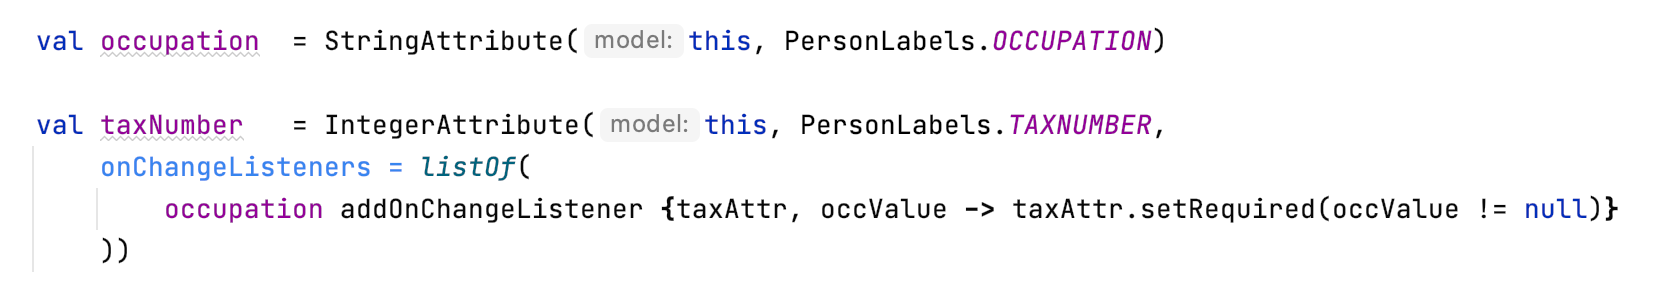 val occupation  = StringAttribute( model: this, PersonLabels.OCCUPATION)
val taxNumber   = IntegerAttribute( model: this, PersonLabels.TAXNUMBER,
onChangeListeners = listOf(
occupation addOnChangeListener {taxAttr, occValue -> taxAttr.setRequired(occValue != null)}
))